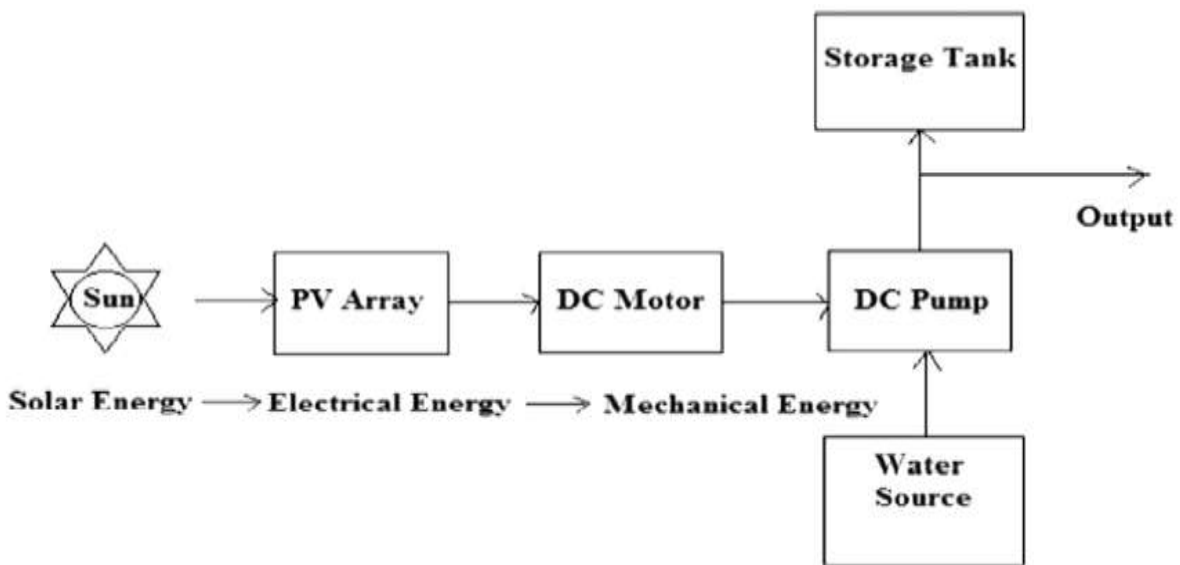 Storage Tank
Output
Sun
PV Array
DC Motor
DC Pump
Solar Energy
Electrical Energy
Mechanical Energy
Water
Source